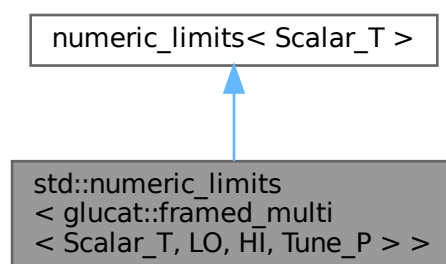 numeric_limits< Scalar_T >
std::numeric_limits
< glucat::framed_multi
< Scalar_T, LO, HI, Tune_P > >